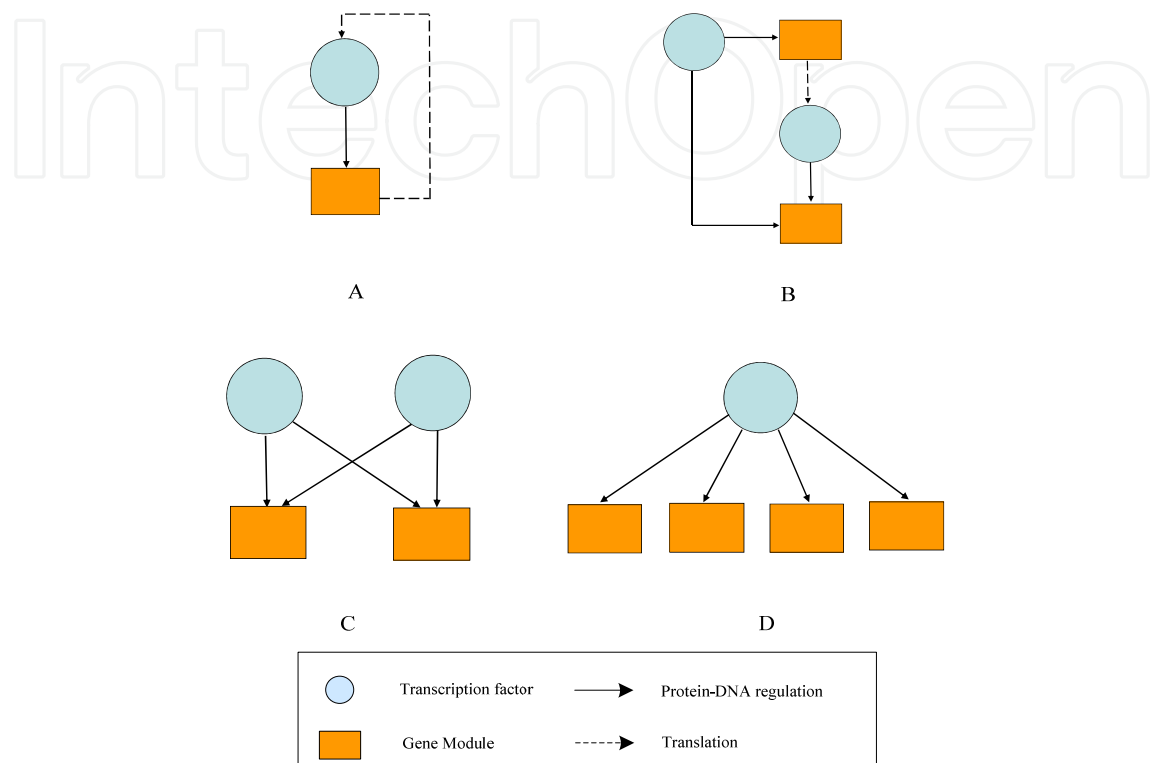 IntechOpen
A
B
C
D
Transcription factor
Protein-DNA regulation
Gene Module
Translation